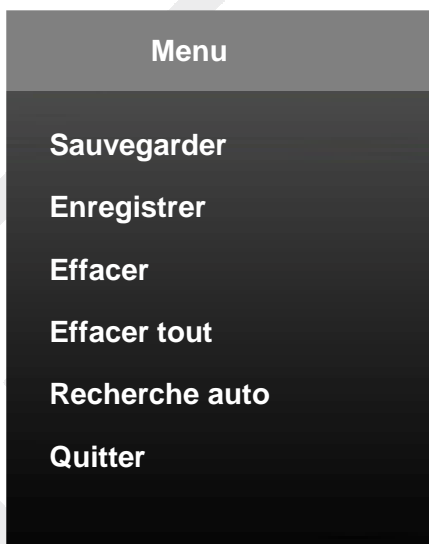 Menu
Sauvegarder
Enregistrer
Effacer
Effacer tout
Recherche auto
Quitter